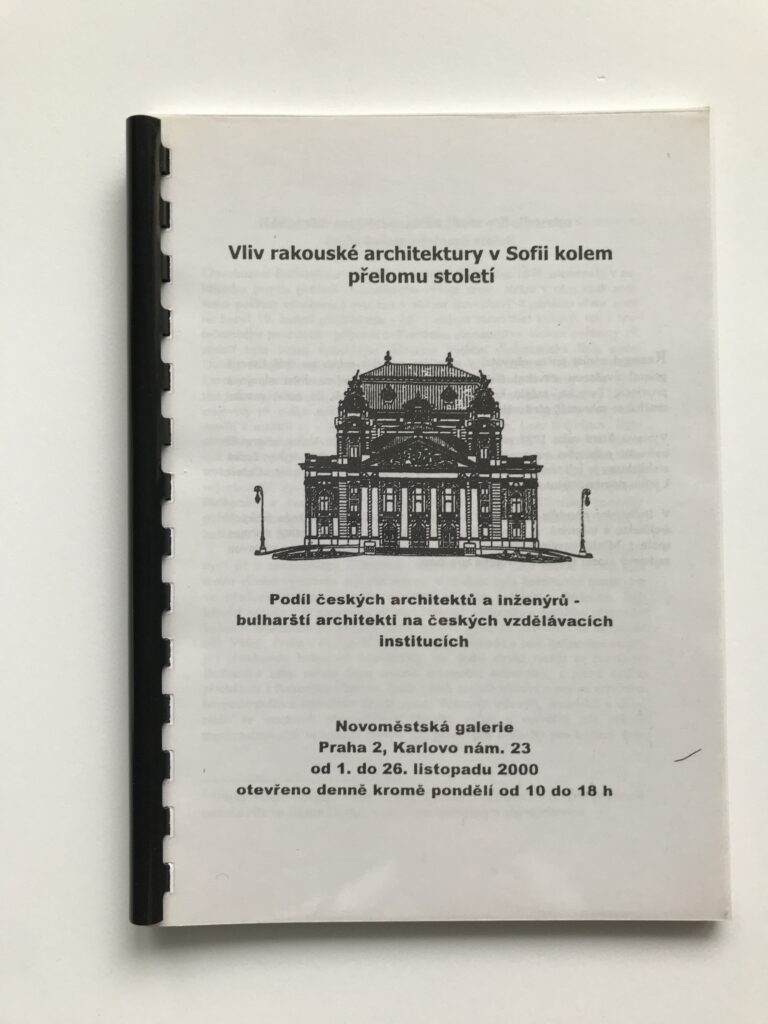 Vliv rakouské architektury v Sofii kolem
přelomu století
Podíl českých architektů a inženýrů -
bulharští architekti na českých vzdělávacích
institucích
Novoměstská galerie
Praha 2, Karlovo nám. 23
od 1. do 26. listopadu 2000
otevřeno denně kromě pondělí od 10 do 18 h